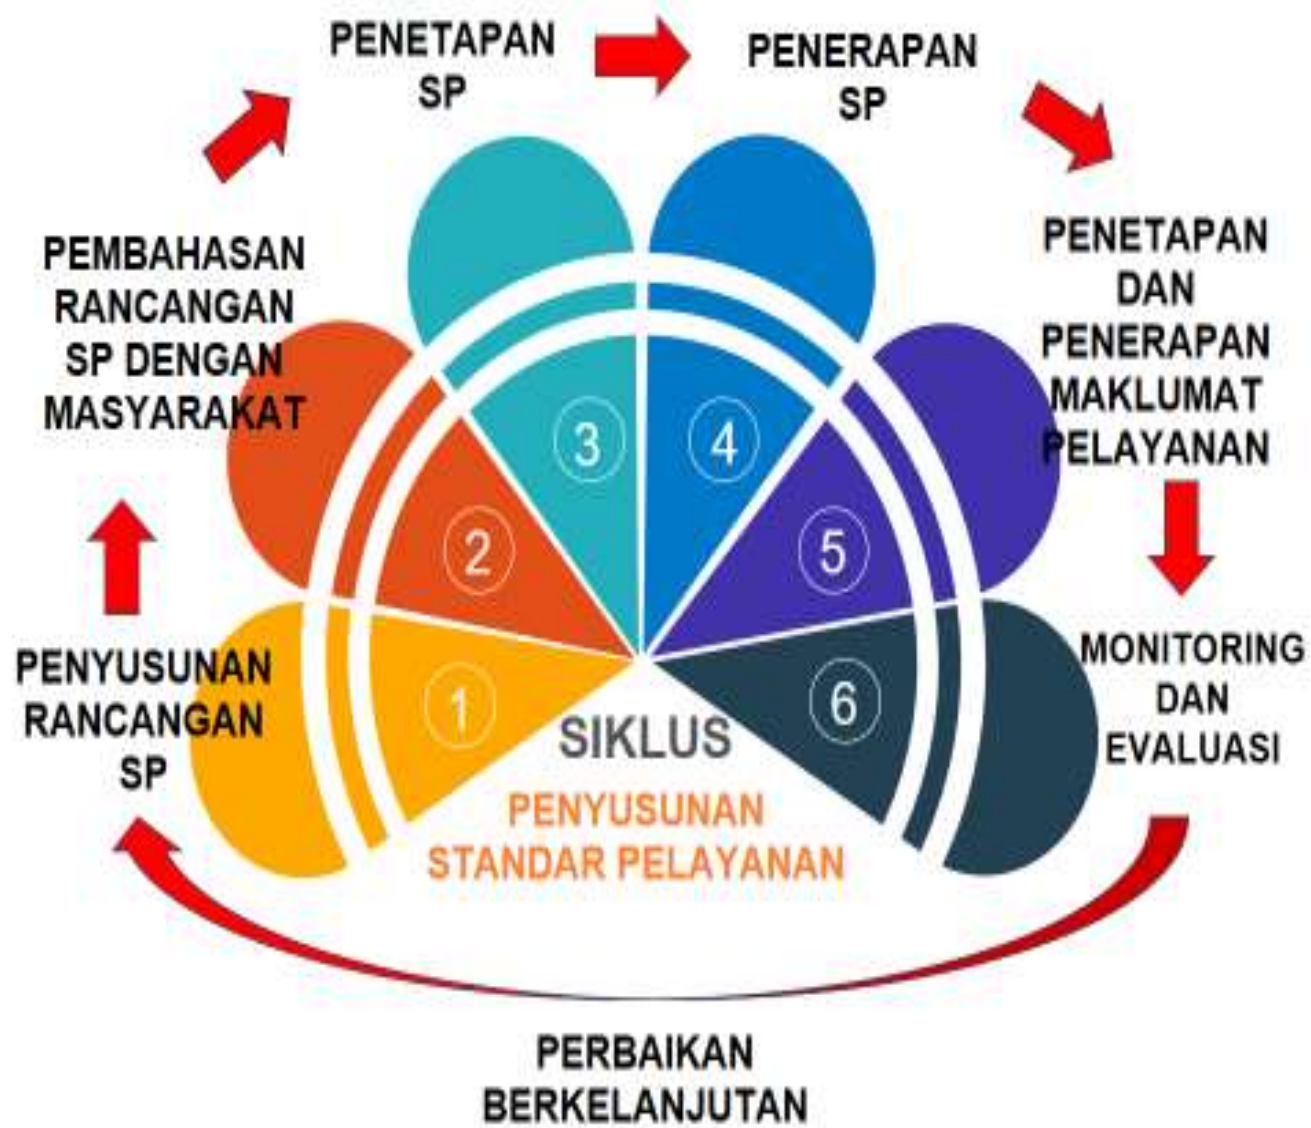 PENETAPAN
SP
PENERAPAN
SP
PEMBAHASAN
RANCANGAN
SP DENGAN
MASYARAKAT
PENETAPAN
DAN
PENERAPAN
MAKLUMAT
PELAYANAN
3
4
2
5
PENYUSUNAN
RANCANGAN
SP
1
6
MONITORING
DAN
EVALUASI
SIKLUS
PENYUSUNAN
STANDAR PELAYANAN
PERBAIKAN
BERKELANJUTAN